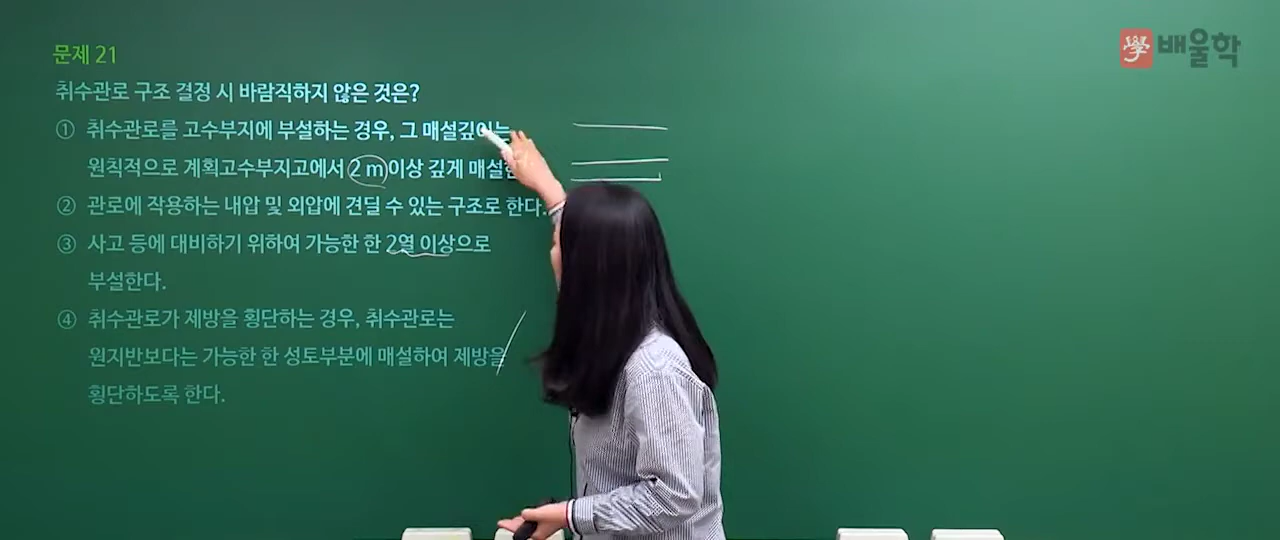 문제 21
學 배울학
취수관로 구조 결정 시 바람직하지 않은 것은?
① 취수관로를 고수부지에 부설하는 경우, 그 매설깊이는
원칙적으로 계획고수부지고에서 2 m 이상 깊게 매설
② 관로에 작용하는 내압 및 외압에 견딜 수 있는 구조로 한다.
③ 사고 등에 대비하기 위하여 가능한 한 2열 이상으로
부설한다.
④ 취수관로가 제방을 횡단하는 경우, 취수관로는
원지반보다는 가능한 한 성토부분에 매설하여 제방을
횡단하도록 한다.